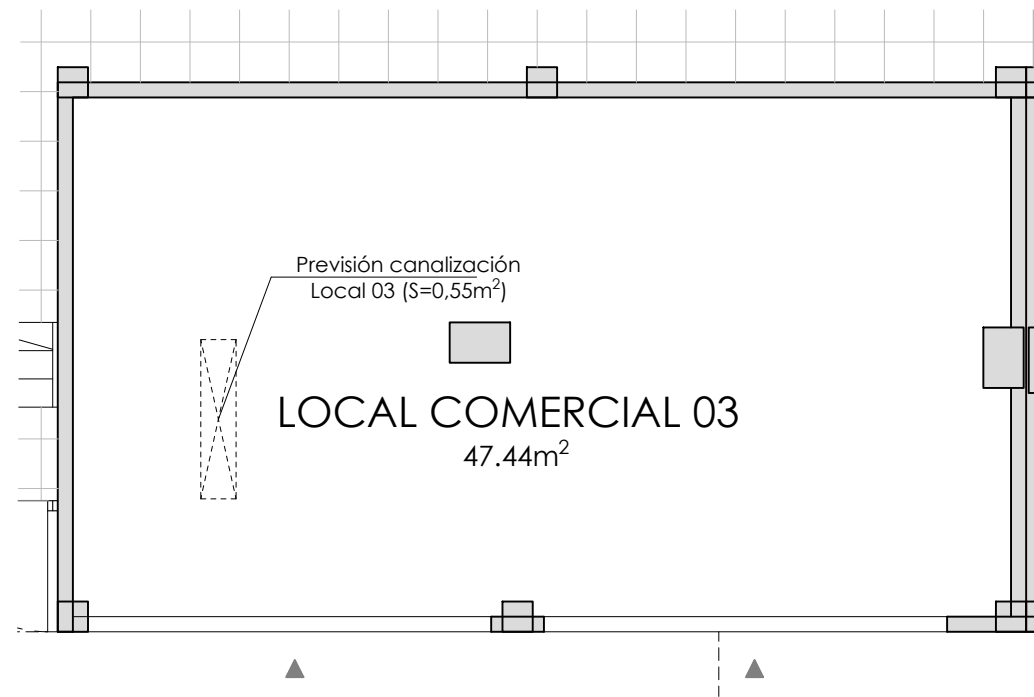 Previsión canalización
Local 03 (S=0,55m²)
LOCAL COMERCIAL 03
47.44m²